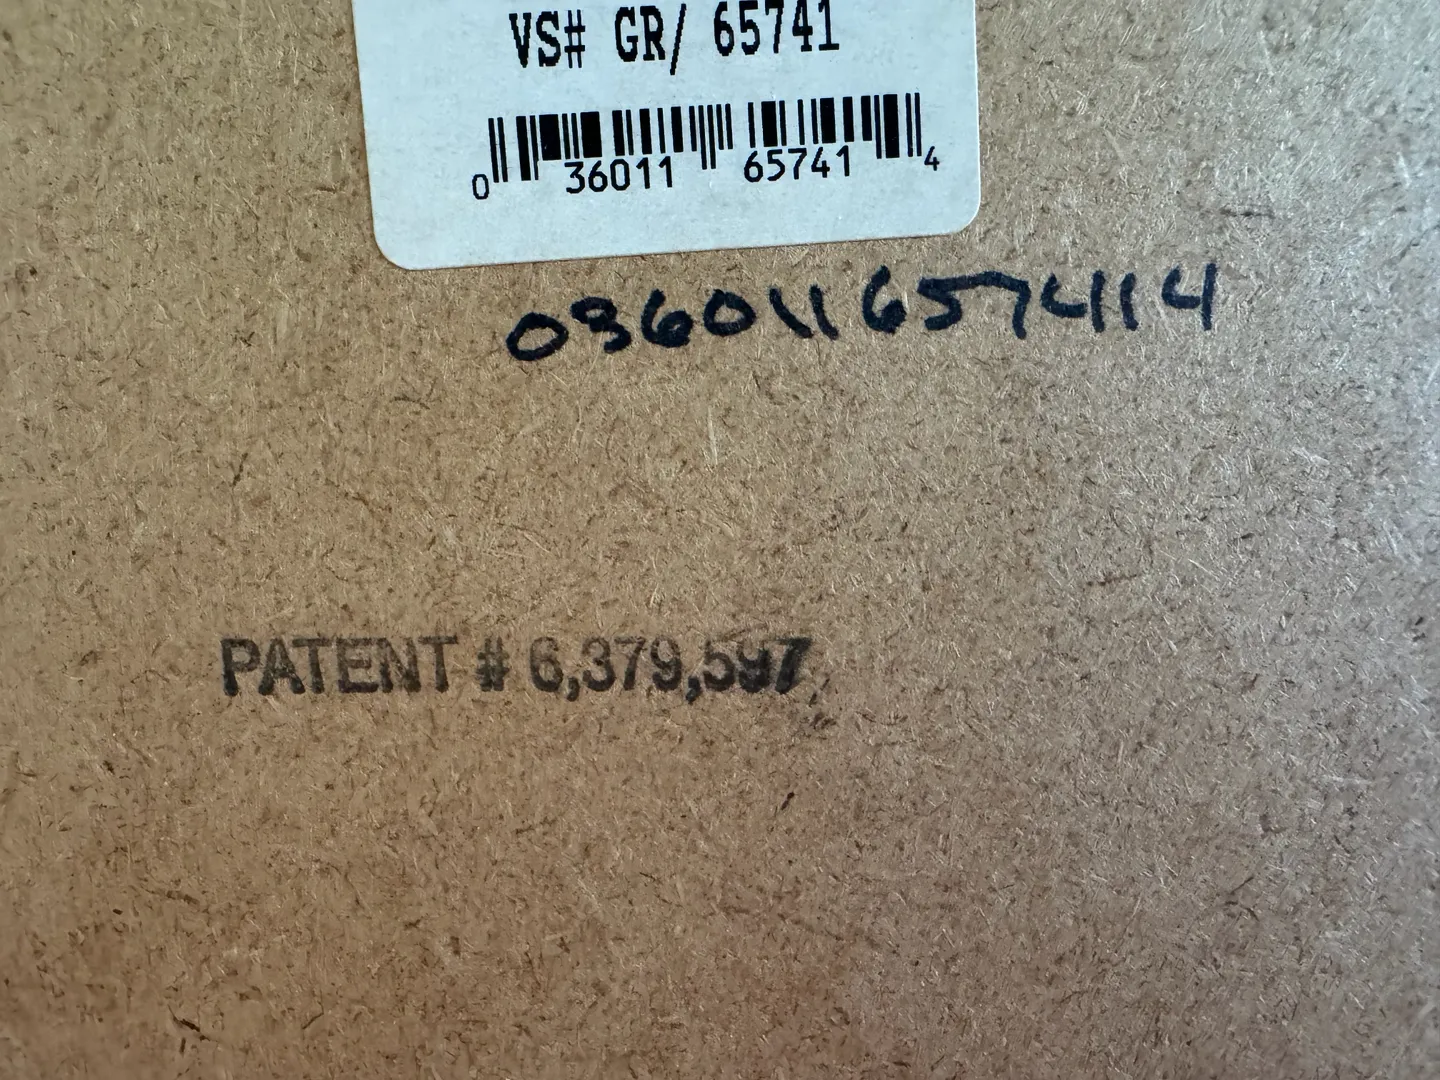 VS# GR/ 65741
0 36011 65741 4
036011657414
PATENT # 6,379,597